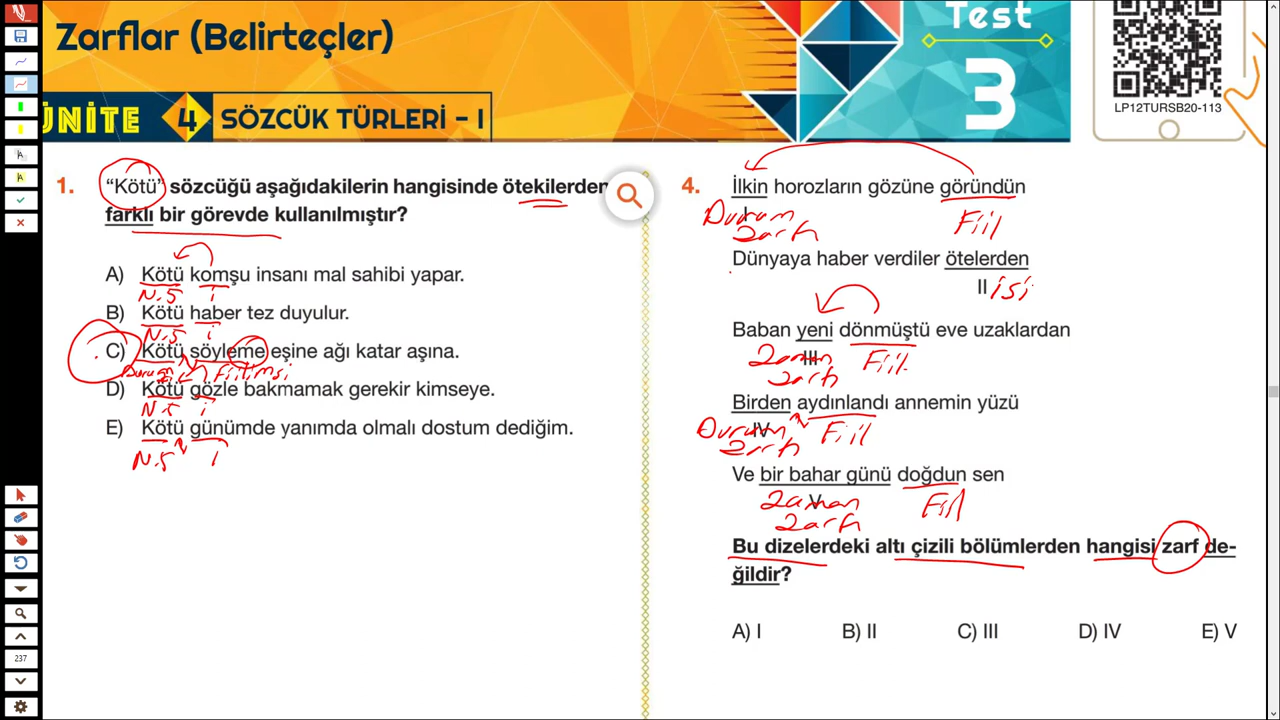 Zarflar (Belirteçler)
Test
3
LP12TURSB20-113
ÜNİTE 4 SÖZCÜK TÜRLERİ – I
1. "Kötü" sözcüğü aşağıdakilerin hangisinde ötekilerden
farklı bir görevde kullanılmıştır?
A) Kötü komşu insanı mal sahibi yapar.
N.S i
B) Kötü haber tez duyulur.
N.S i
C) Kötü söyleme eşine ağı katar aşına.
Durum Fiilimsi
D) Kötü gözle bakmamak gerekir kimseye.
N.S i
E) Kötü günümde yanımda olmalı dostum dediğim.
N.S i
4. İlkin horozların gözüne göründün
I
Durum Zarfı Fiil
Dünyaya haber verdiler ötelerden
II isi
Baban yeni dönmüştü eve uzaklardan
III
Zaman Zarfı Fiil
Birden aydınlandı annemin yüzü
IV
Durum Zarfı Fiil
Ve bir bahar günü doğdun sen
V
Zaman Zarfı Fiil
Bu dizelerdeki altı çizili bölümlerden hangisi zarf de-
ğildir?
A) I B) II C) III D) IV E) V
237